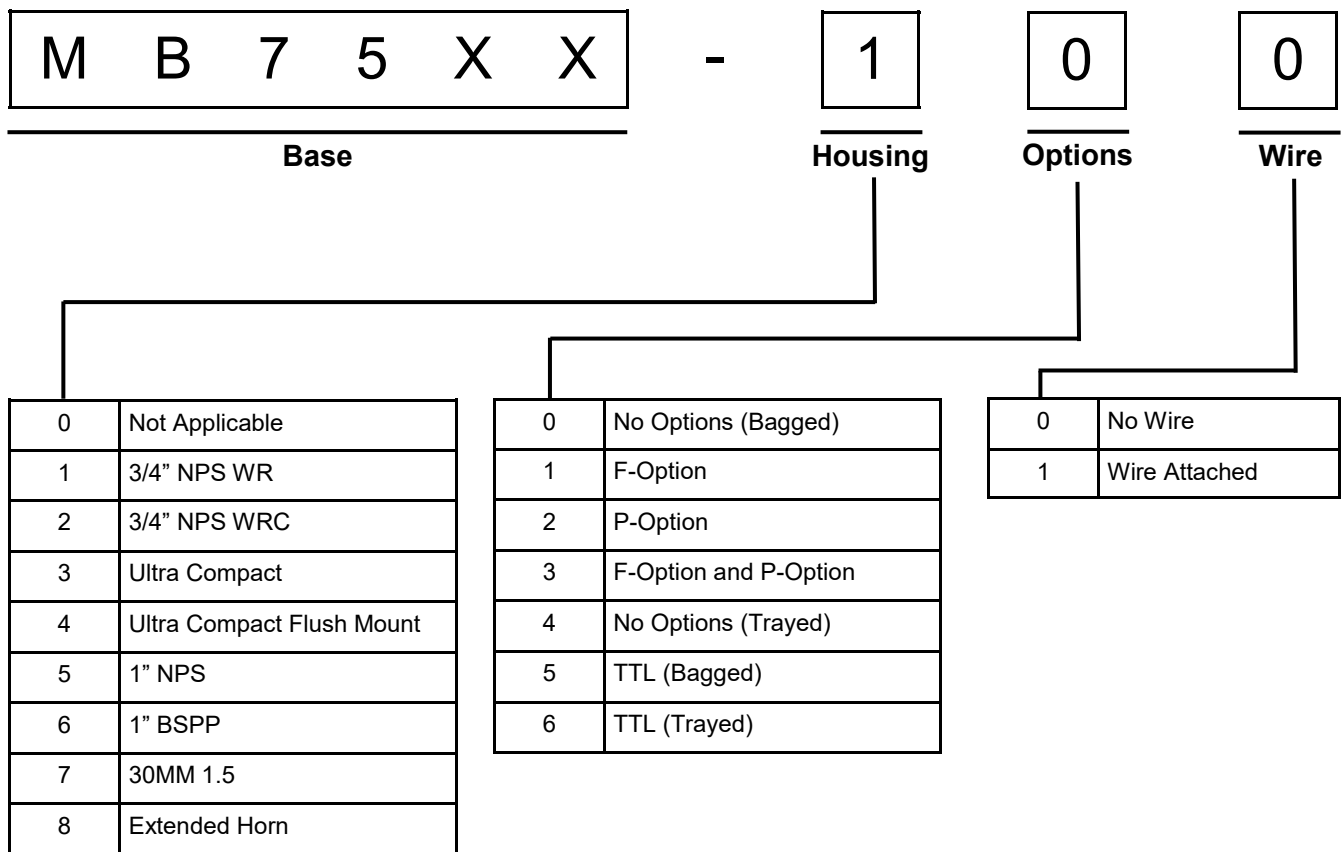 M B 7 5 X X - 1 0 0
Base Housing Options Wire
0 Not Applicable
1 3/4” NPS WR
2 3/4” NPS WRC
3 Ultra Compact
4 Ultra Compact Flush Mount
5 1” NPS
6 1” BSPP
7 30MM 1.5
8 Extended Horn
0 No Options (Bagged)
1 F-Option
2 P-Option
3 F-Option and P-Option
4 No Options (Trayed)
5 TTL (Bagged)
6 TTL (Trayed)
0 No Wire
1 Wire Attached